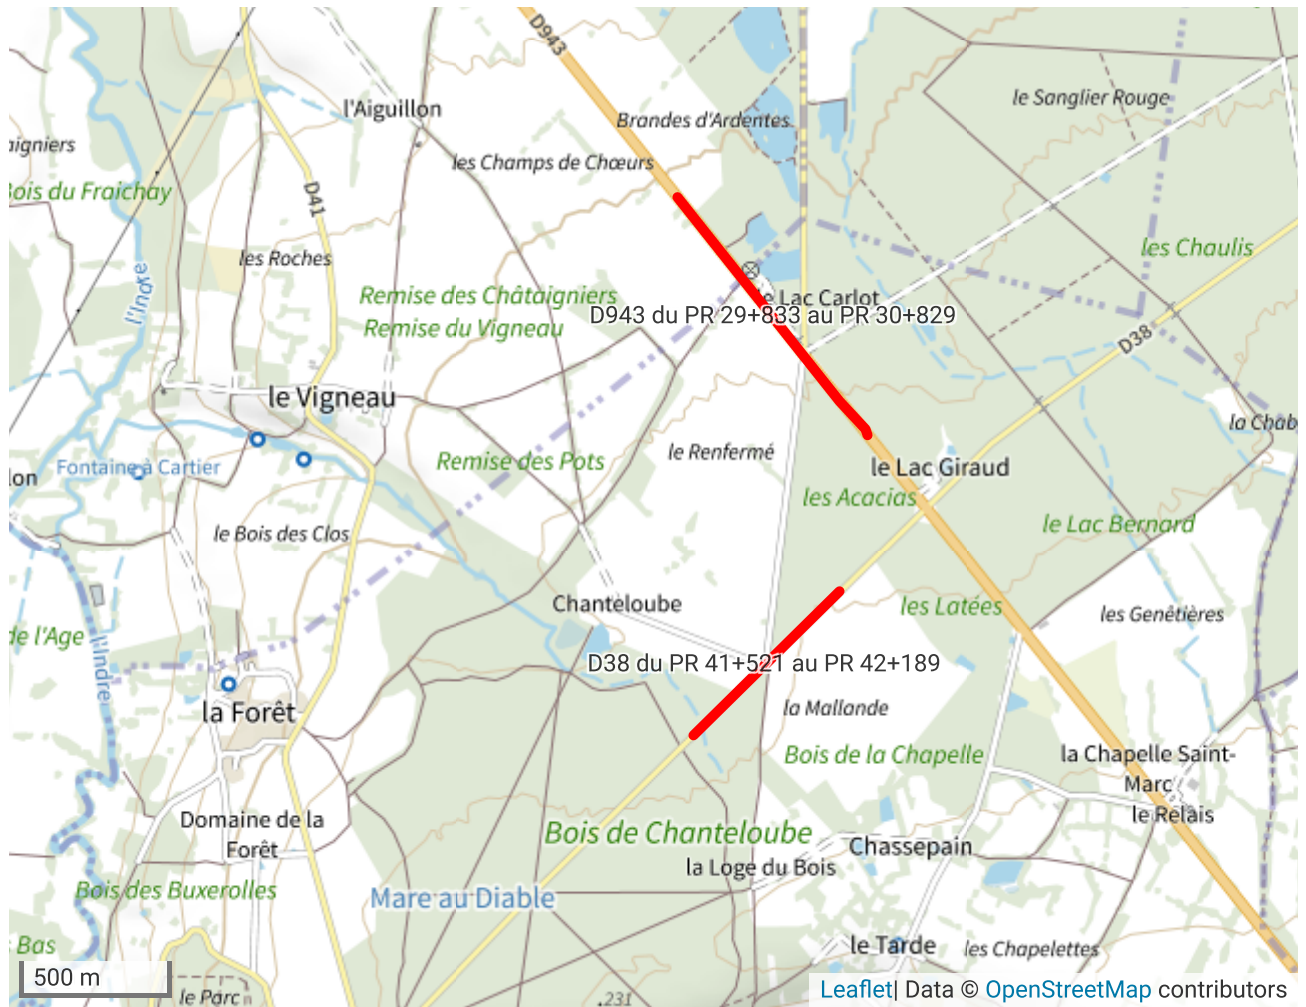 D943
l'Aiguillon
le Sanglier Rouge
Brandes d'Ardentes
aigniers
les Champs de Chœurs
Bois du Fraichay
D41
les Roches
les Chaulis
l'Indre
Remise des Châtaigniers
le Lac Carlot
D943 du PR 29+833 au PR 30+829
Remise du Vigneau
D38
le Vigneau
la Chab
le Renfermé
Remise des Pots
Fontaine à Cartier
le Lac Giraud
lon
les Acacias
le Lac Bernard
le Bois des Clos
Chanteloube
les Latées
les Genêtières
de l'Age
l'Indre
D38 du PR 41+521 au PR 42+189
la Forêt
la Mallande
Bois de la Chapelle
la Chapelle Saint-
Marc
le Relais
Domaine de la
Forêt
Bois de Chanteloube
Chassepain
la Loge du Bois
Bois des Buxerolles
Mare au Diable
Bas
le Tarde
les Chapelettes
500 m
le Parc
231
Leaflet| Data © OpenStreetMap contributors